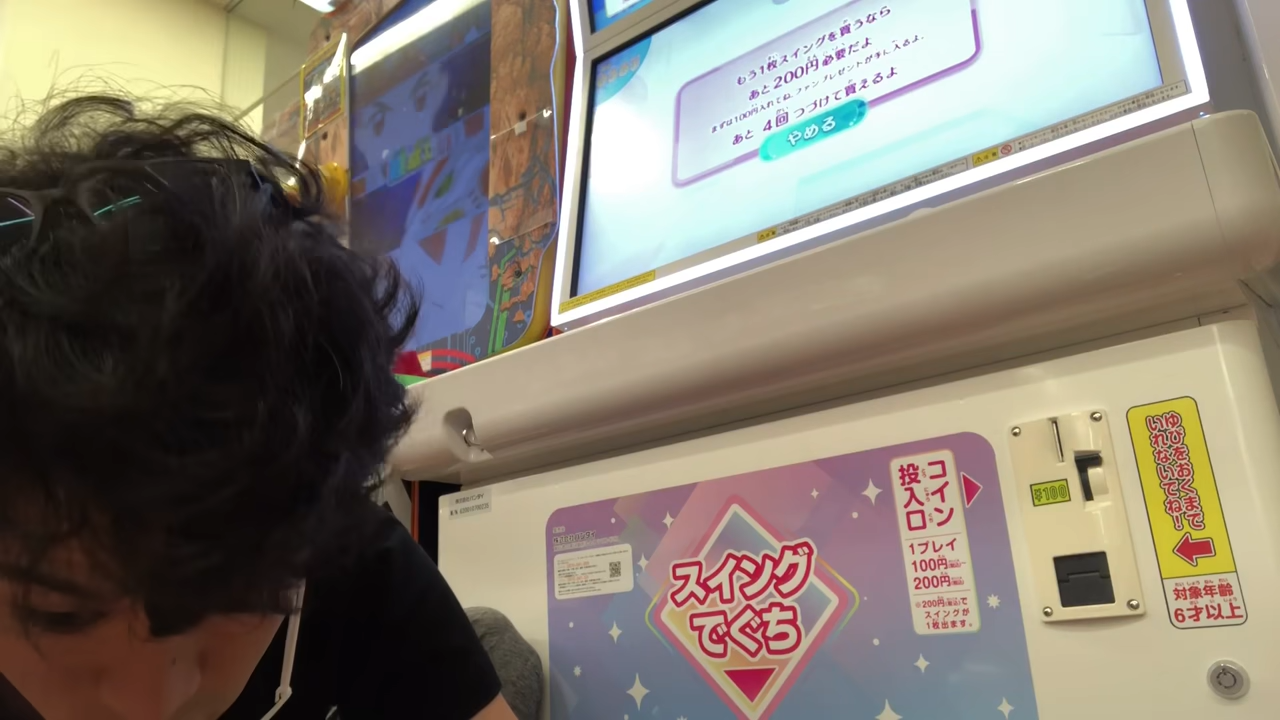 もう1枚スイングを買うなら
あと200円必要だよ
まずは100円入れてね。ファンプレゼントが手に入るよ。
あと 4回 つづけて買えるよ
やめる
スイング
でぐち
コイン
投入口
1プレイ
100円(税込)~
200円(税込)
※200円(税込)で
スイングが
1枚出ます。
¥100
ゆびをおくまで
いれないでね!
対象年齢
6才以上